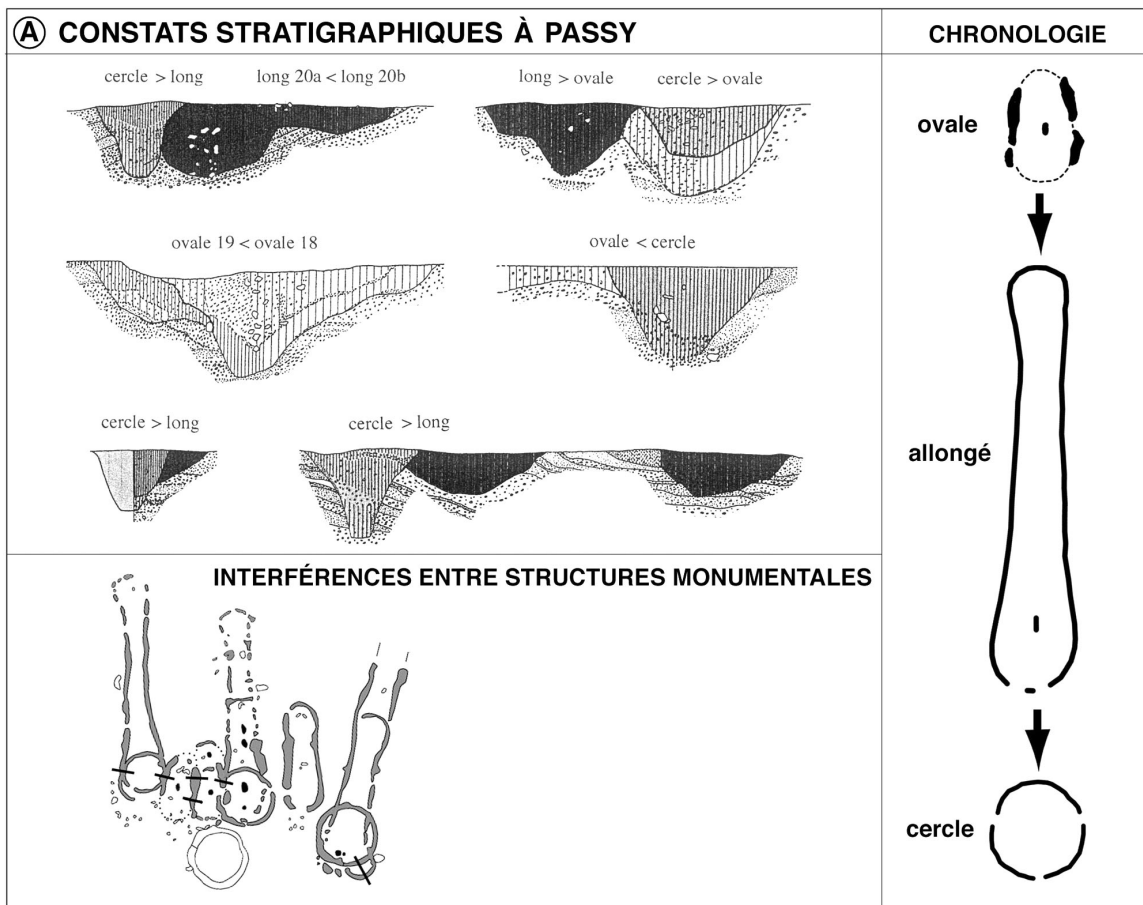 A CONSTATS STRATIGRAPHIQUES À PASSY
cercle > long
long 20a < long 20b
long > ovale
cercle > ovale
ovale 19 < ovale 18
ovale < cercle
cercle > long
cercle > long
INTERFÉRENCES ENTRE STRUCTURES MONUMENTALES
CHRONOLOGIE
ovale
allongé
cercle